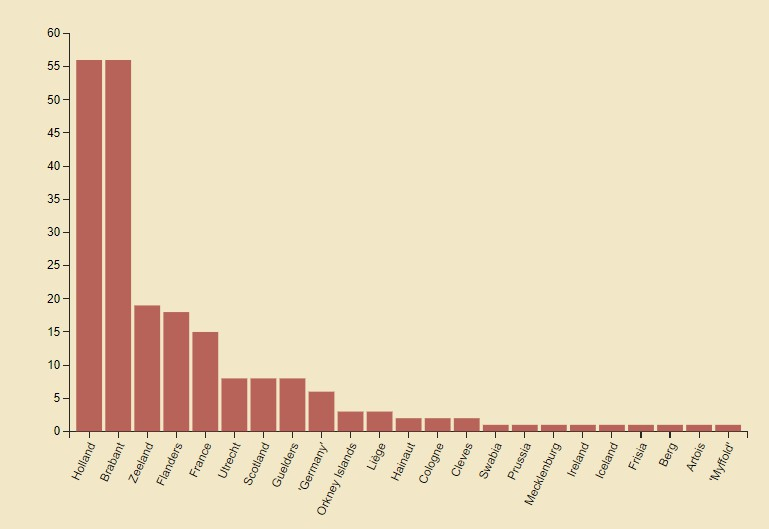 60
55
50
45
40
35
30
25
20
15
10
5
0
Holland
Brabant
Zeeland
Flanders
France
Utrecht
Scotland
Guelders
'Germany'
Orkney Islands
Liège
Hainaut
Cologne
Cleves
Swabia
Prussia
Mecklenburg
Ireland
Iceland
Frisia
Berg
Artois
'Myffold'